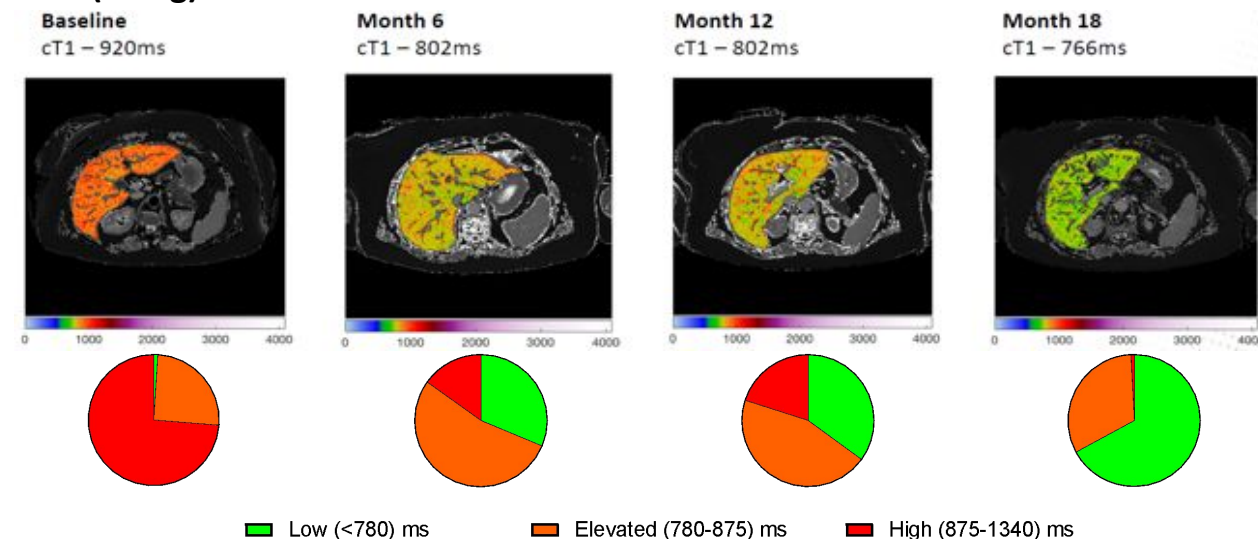 Baseline
cT1 – 920ms
Month 6
cT1 – 802ms
Month 12
cT1 – 802ms
Month 18
cT1 – 766ms
0 1000 2000 3000 4000
0 1000 2000 3000 4000
0 1000 2000 3000 4000
0 1000 2000 3000
Low (<780) ms
Elevated (780-875) ms
High (875-1340) ms